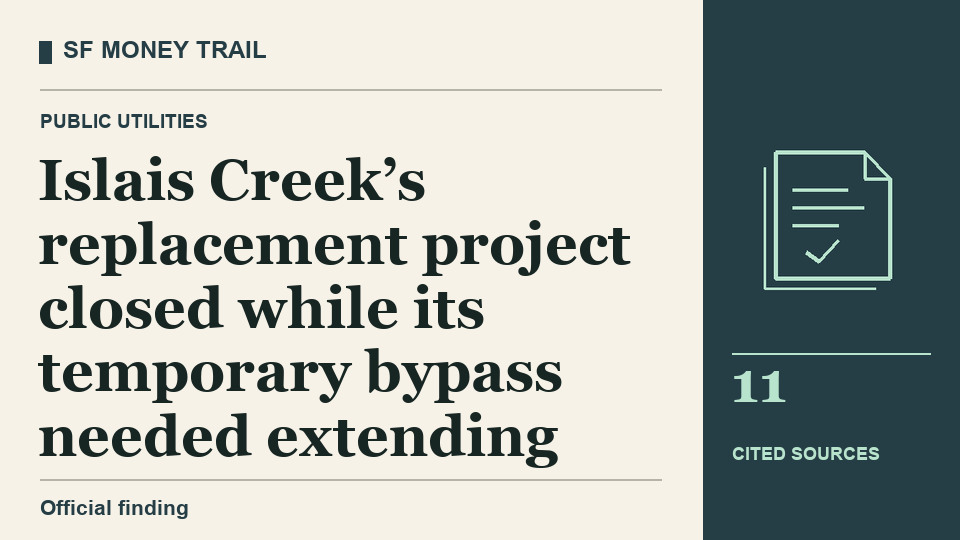 SF MONEY TRAIL
PUBLIC UTILITIES
Islais Creek’s
replacement project
closed while its
temporary bypass
needed extending
Official finding
11
CITED SOURCES